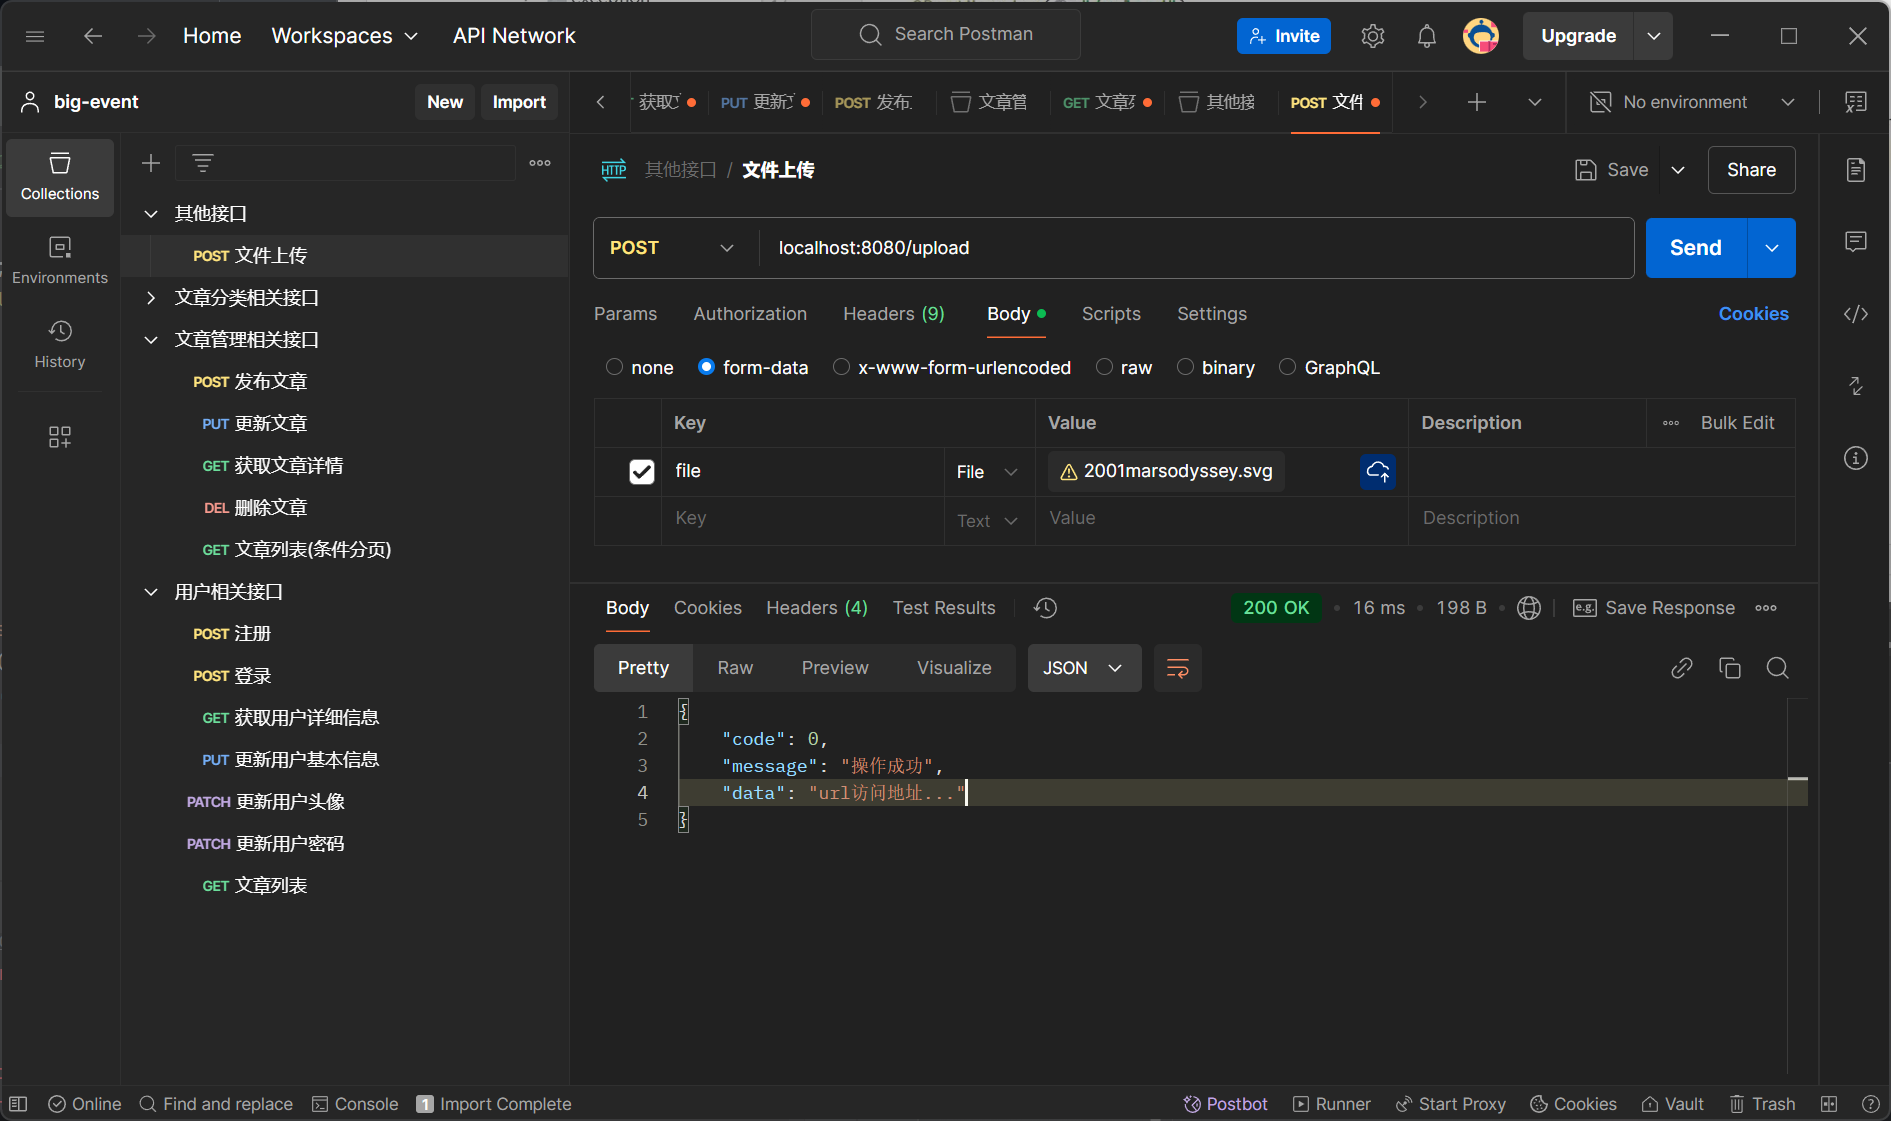 Home Workspaces API Network Search Postman Invite Upgrade
big-event New Import 获取文 PUT 更新文 POST 发布. 文章管 GET 文章列 其他接 POST 文件 No environment
Collections
Environments
History
其他接口
POST 文件上传
文章分类相关接口
文章管理相关接口
POST 发布文章
PUT 更新文章
GET 获取文章详情
DEL 删除文章
GET 文章列表(条件分页)
用户相关接口
POST 注册
POST 登录
GET 获取用户详细信息
PUT 更新用户基本信息
PATCH 更新用户头像
PATCH 更新用户密码
GET 文章列表
HTTP 其他接口 / 文件上传 Save Share
POST localhost:8080/upload Send
Params Authorization Headers (9) Body Scripts Settings Cookies
none form-data x-www-form-urlencoded raw binary GraphQL
Key Value Description Bulk Edit
file File 2001marsodyssey.svg
Key Text Value Description
Body Cookies Headers (4) Test Results 200 OK 16 ms 198 B e.g. Save Response
Pretty Raw Preview Visualize JSON
1 {
2 "code": 0,
3 "message": "操作成功",
4 "data": "url访问地址..."
5 }
Online Find and replace Console 1 Import Complete Postbot Runner Start Proxy Cookies Vault Trash